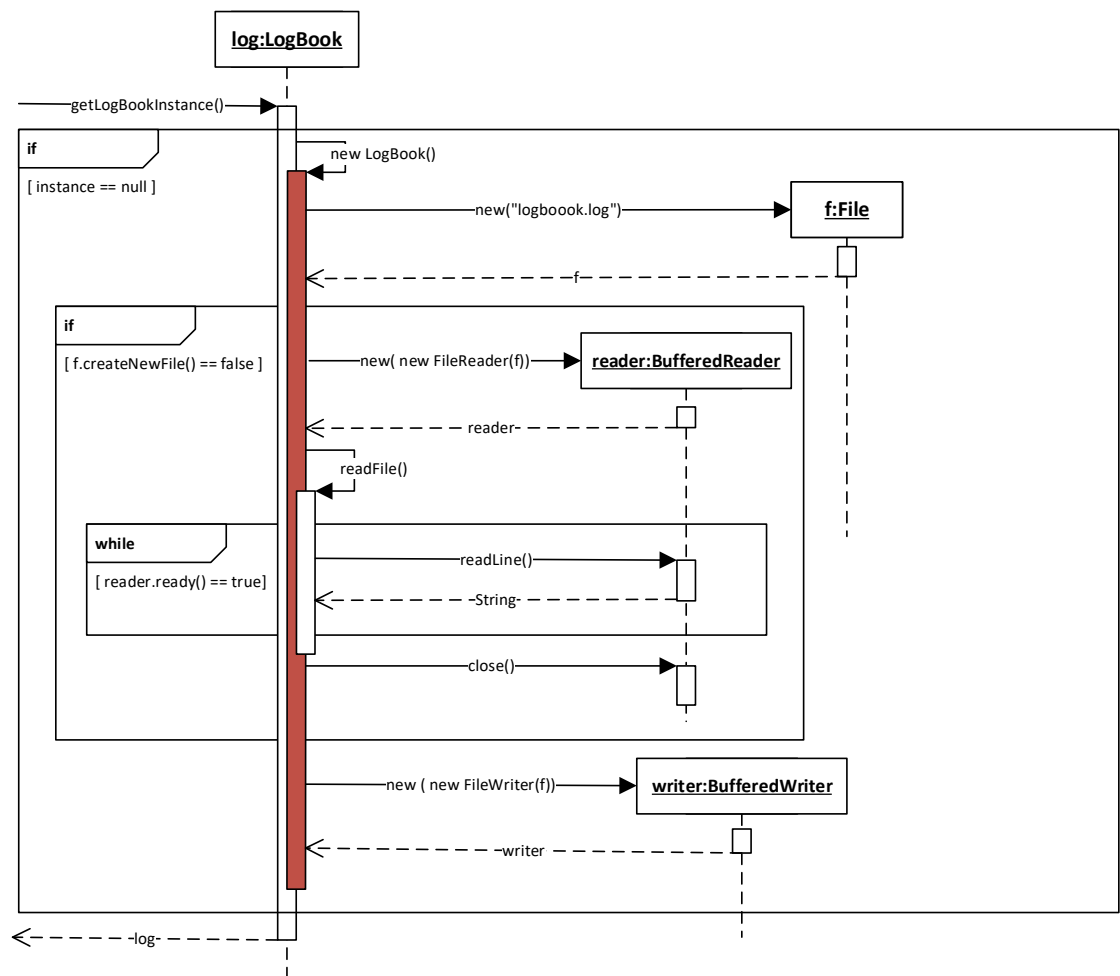 log:LogBook
getLogBookInstance()
if
new LogBook()
[ instance == null ]
new("logboook.log")
f:File
f
if
[ f.createNewFile() == false ]
new( new FileReader(f))
reader:BufferedReader
reader
readFile()
while
readLine()
[ reader.ready() == true]
String
close()
new ( new FileWriter(f))
writer:BufferedWriter
writer
log